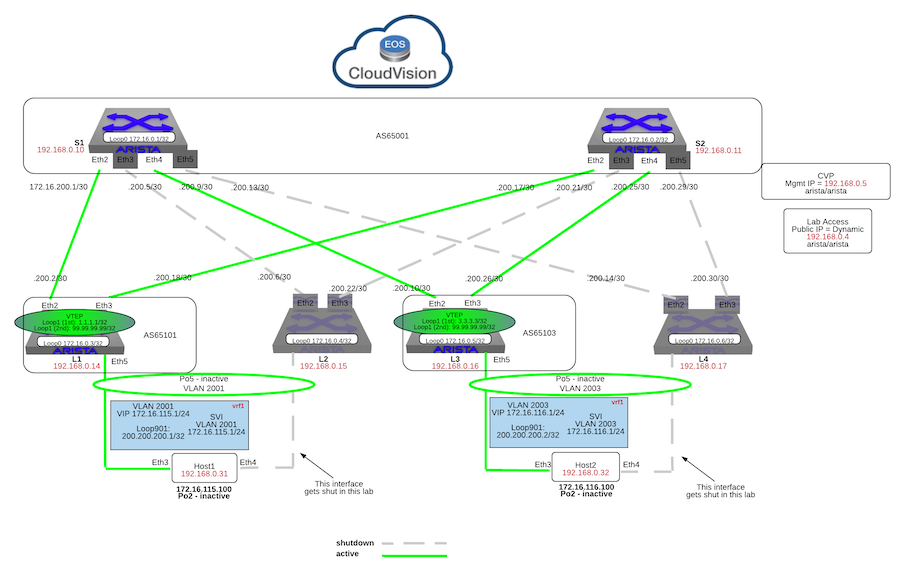 EOS
CloudVision
AS65001
Loop0 172.16.0.1/32
ARISTA
S1
192.168.0.10
Eth2
Eth3
Eth4
Eth5
Loop0 172.16.0.2/32
ARISTA
S2
192.168.0.11
Eth2
Eth3
Eth4
Eth5
CVP
Mgmt IP = 192.168.0.5
arista/arista
Lab Access
Public IP = Dynamic
192.168.0.4
arista/arista
172.16.200.1/30
.200.5/30
.200.9/30
.200.13/30
.200.17/30
.200.21/30
.200.25/30
.200.29/30
.200.2/30
.200.18/30
.200.6/30
.200.22/30
.200.10/30
.200.26/30
.200.14/30
.200.30/30
Eth2
Eth3
VTEP
Loop1 (1st): 1.1.1.1/32
Loop1 (2nd): 99.99.99.99/32
Loop0 172.16.0.3/32
ARISTA
AS65101
L1
192.168.0.14
Eth5
Eth2
Eth3
Loop0 172.16.0.4/32
ARISTA
L2
192.168.0.15
Eth2
Eth3
VTEP
Loop1 (1st): 3.3.3.3/32
Loop1 (2nd): 99.99.99.99/32
Loop0 172.16.0.5/32
ARISTA
AS65103
L3
192.168.0.16
Eth5
Eth2
Eth3
Loop0 172.16.0.6/32
ARISTA
L4
192.168.0.17
Po5 - inactive
VLAN 2001
VLAN 2001
VIP 172.16.115.1/24
Loop901:
200.200.200.1/32
vrf1
SVI
VLAN 2001
172.16.115.1/24
Eth3
Host1
192.168.0.31
Eth4
172.16.115.100
Po2 - inactive
This interface
gets shut in this lab
Po5 - inactive
VLAN 2003
VLAN 2003
VIP 172.16.116.1/24
Loop901:
200.200.200.2/32
vrf1
SVI
VLAN 2003
172.16.116.1/24
Eth3
Host2
192.168.0.32
Eth4
172.16.116.100
Po2 - inactive
This interface
gets shut in this lab
shutdown
active